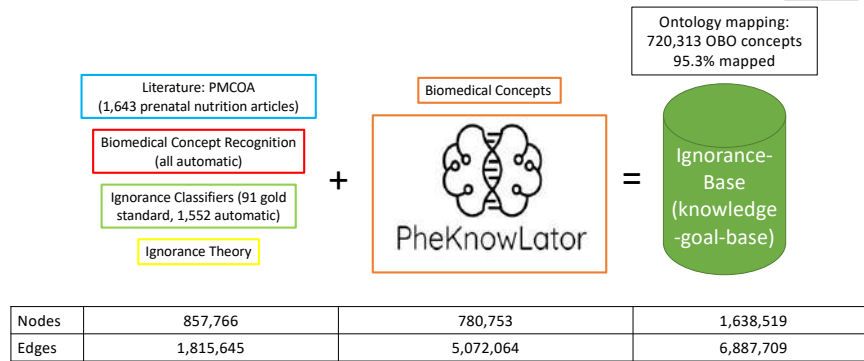 Ontology mapping:
720,313 OBO concepts
95.3% mapped
Literature: PMCOA
(1,643 prenatal nutrition articles)
Biomedical Concept Recognition
(all automatic)
Ignorance Classifiers (91 gold
standard, 1,552 automatic)
Ignorance Theory
+
Biomedical Concepts
PheKnowLator
=
Ignorance-
Base
(knowledge
-goal-base)
Nodes 857,766 780,753 1,638,519
Edges 1,815,645 5,072,064 6,887,709